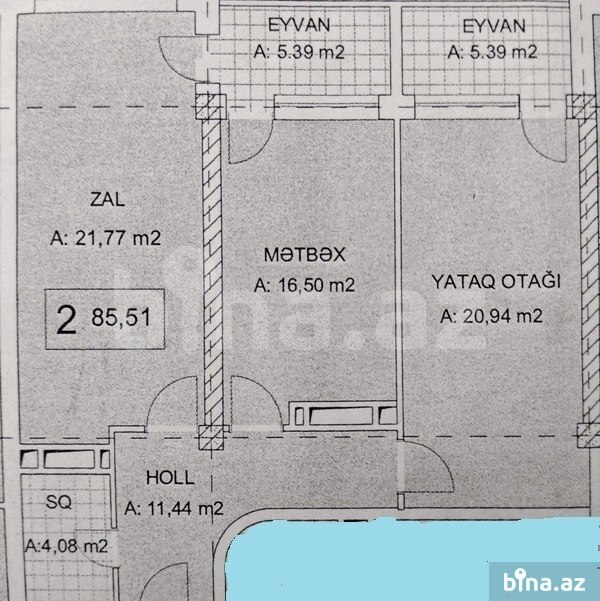 EYVAN
A: 5.39 m2
EYVAN
A: 5.39 m2
ZAL
A: 21,77 m2
2 85,51
MƏTBƏX
A: 16,50 m2
YATAQ OTAĞI
A: 20,94 m2
bina.az
HOLL
A: 11,44 m2
SQ
A:4,08 m2
bina.az